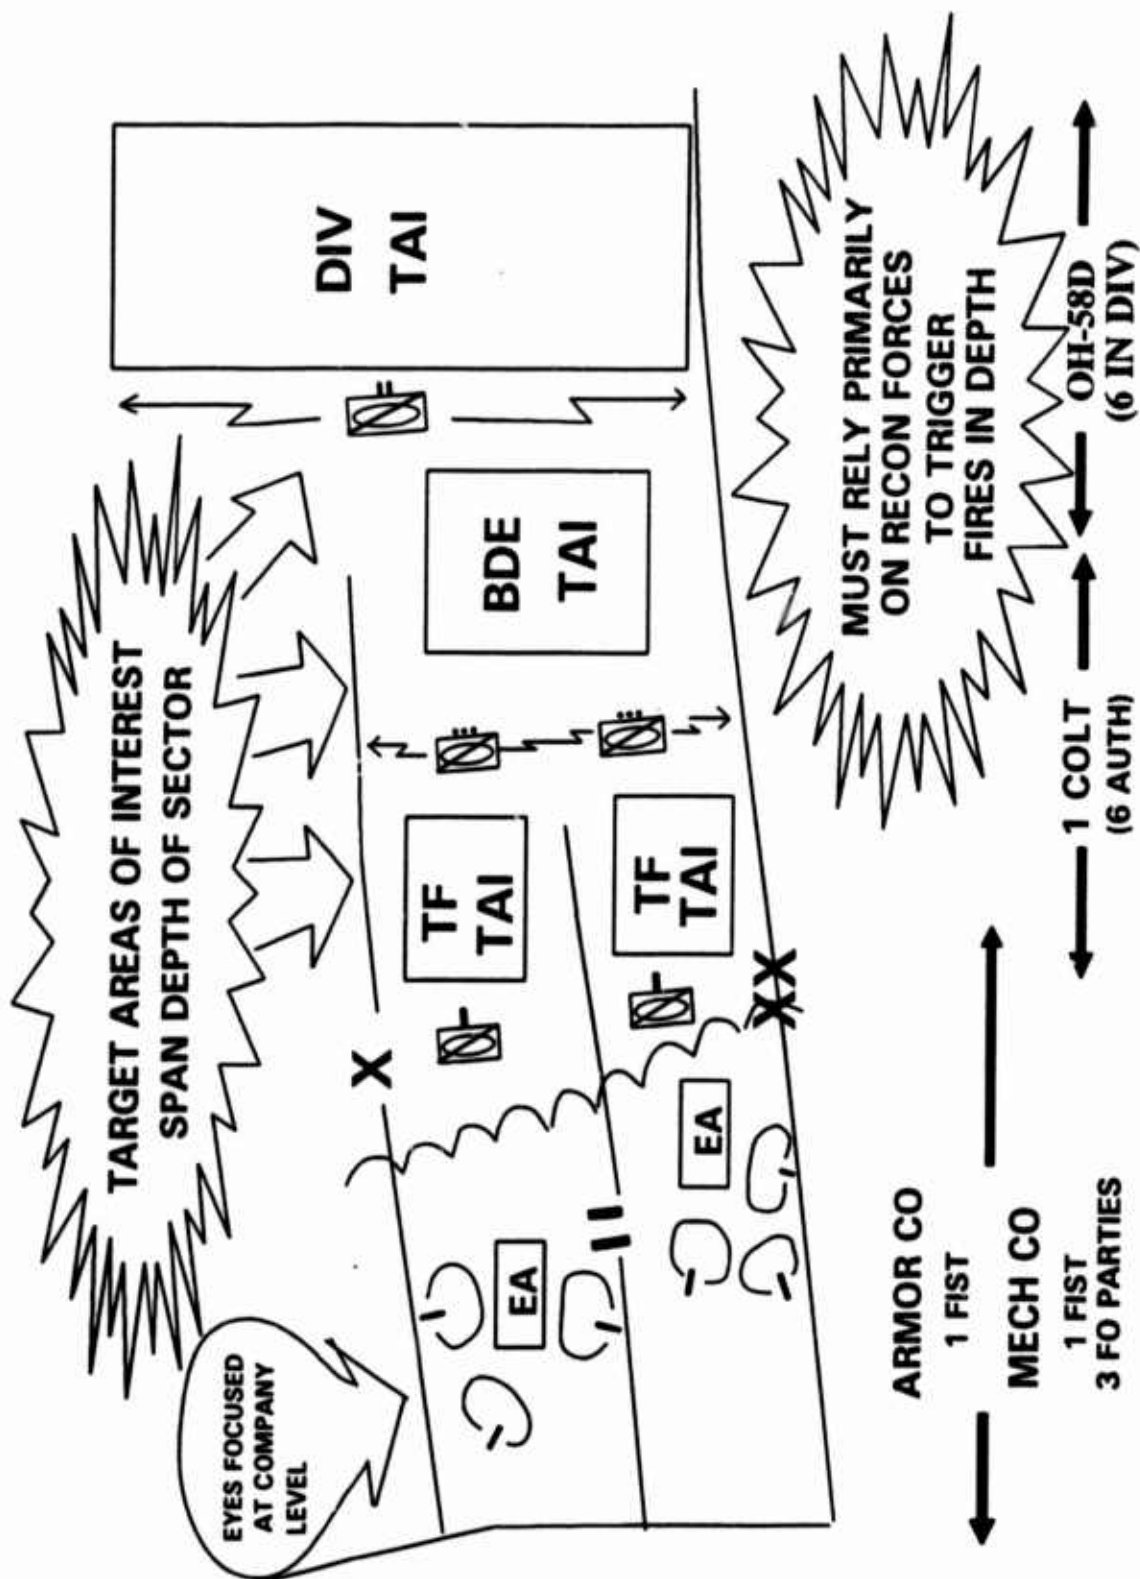 TARGET AREAS OF INTEREST
SPAN DEPTH OF SECTOR
EYES FOCUSED
AT COMPANY
LEVEL
DIV
TAI
BDE
TAI
TF
TAI
TF
TAI
X
XX
EA
EA
MUST RELY PRIMARILY
ON RECON FORCES
TO TRIGGER
FIRES IN DEPTH
ARMOR CO
1 FIST
MECH CO
1 FIST
3 FO PARTIES
1 COLT
(6 AUTH)
OH-58D
(6 IN DIV)